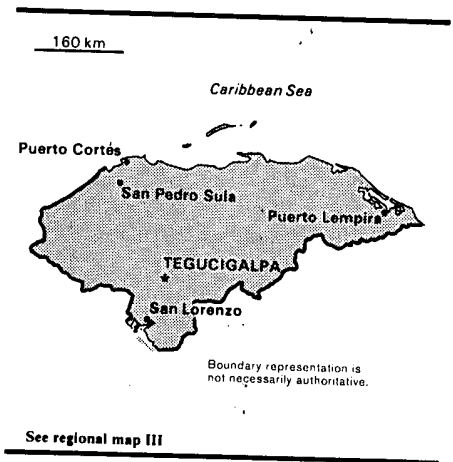 160 km
Caribbean Sea
Puerto Cortés
San Pedro Sula
Puerto Lempira
TEGUCIGALPA
San Lorenzo
Boundary representation is
not necessarily authoritative.
See regional map III